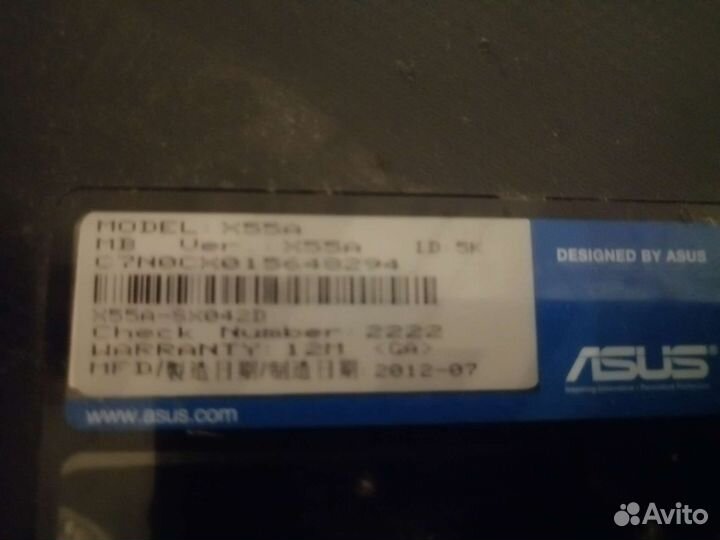 MODEL: X55A
MB Ver : X55A ID 5K
C7N0CX015648294
X55A-SX042D
Check Number: 2222
WARRANTY: 12M <GA>
MFD/製造日期/制造日期 2012-07
DESIGNED BY ASUS
ASUS
www.asus.com
Avito